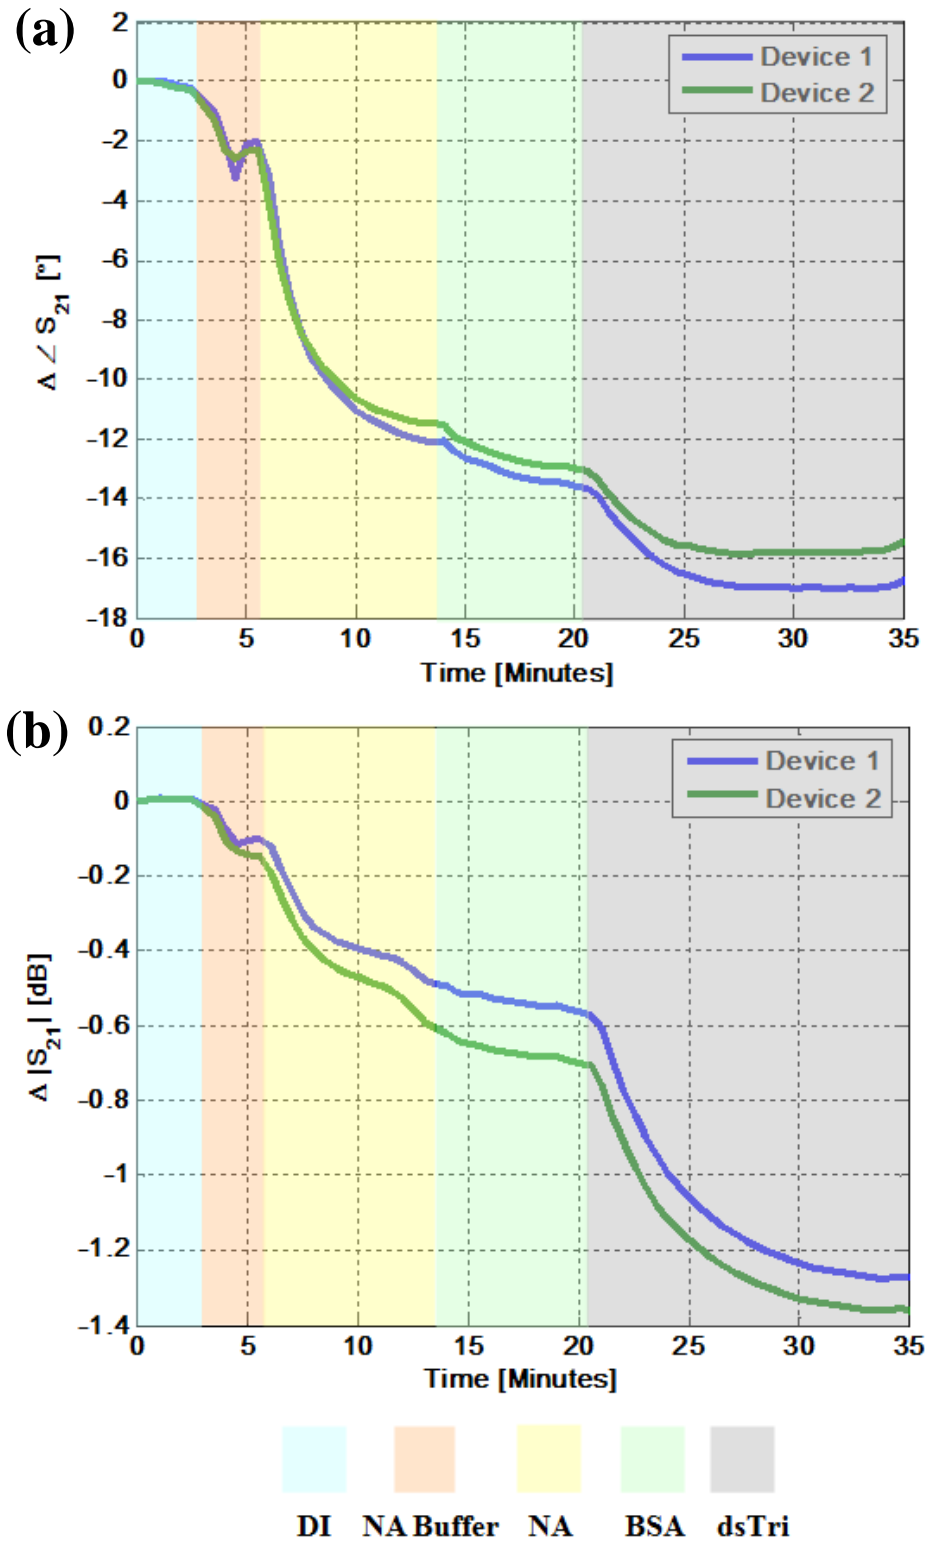 (a)
2
0
-2
-4
-6
-8
-10
-12
-14
-16
-18
Δ ∠ S21 [º]
Device 1
Device 2
0 5 10 15 20 25 30 35
Time [Minutes]
(b)
0.2
0
-0.2
-0.4
-0.6
-0.8
-1
-1.2
-1.4
Δ |S21| [dB]
Device 1
Device 2
0 5 10 15 20 25 30 35
Time [Minutes]
DI NA Buffer NA BSA dsTri